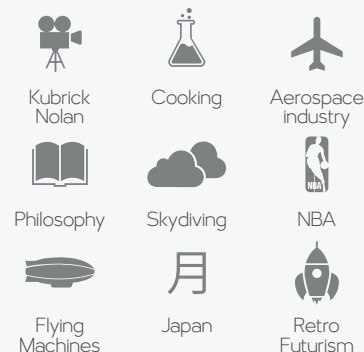 Kubrick
Nolan
Cooking
Aerospace
industry
NBA
Philosophy
Skydiving
NBA
月
Flying
Machines
Japan
Retro
Futurism